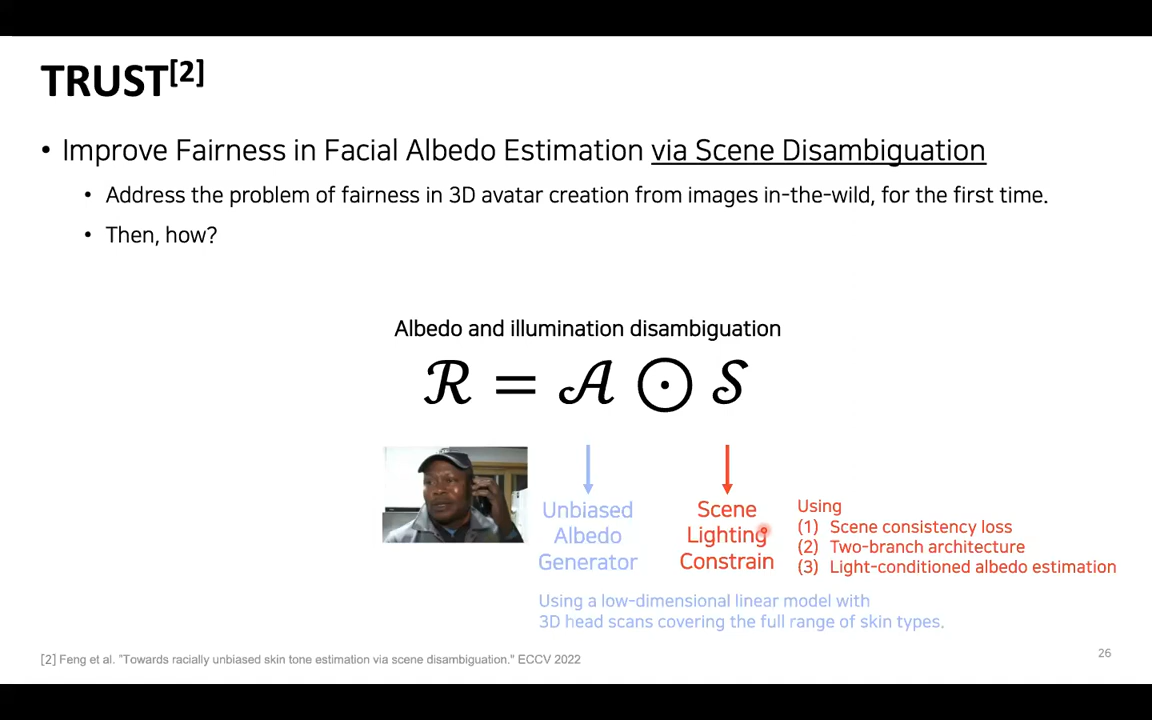 TRUST[2]
• Improve Fairness in Facial Albedo Estimation via Scene Disambiguation
• Address the problem of fairness in 3D avatar creation from images in-the-wild, for the first time.
• Then, how?
Albedo and illumination disambiguation
ℛ = 𝒜 ⊙ 𝒮
Unbiased
Albedo
Generator
Scene
Lighting
Constrain
Using
(1) Scene consistency loss
(2) Two-branch architecture
(3) Light-conditioned albedo estimation
Using a low-dimensional linear model with
3D head scans covering the full range of skin types.
[2] Feng et al. "Towards racially unbiased skin tone estimation via scene disambiguation." ECCV 2022
26